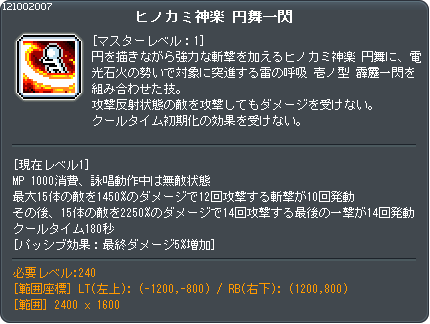 121002007
ヒノカミ神楽 円舞一閃
[マスターレベル：1]
円を描きながら強力な斬撃を加えるヒノカミ神楽 円舞に、電
光石火の勢いで対象に突進する雷の呼吸 壱ノ型 霹靂一閃を
組み合わせた技。
攻撃反射状態の敵を攻撃してもダメージを受けない。
クールタイム初期化の効果を受けない。
[現在レベル1]
MP 1000消費、詠唱動作中は無敵状態
最大15体の敵を1450%のダメージで12回攻撃する斬撃が10回発動
その後、15体の敵を2250%のダメージで14回攻撃する最後の一撃が14回発動
クールタイム180秒
[パッシブ効果：最終ダメージ5%増加]
必要レベル:240
[範囲座標] LT(左上): (-1200,-800) / RB(右下): (1200,800)
[範囲] 2400 x 1600